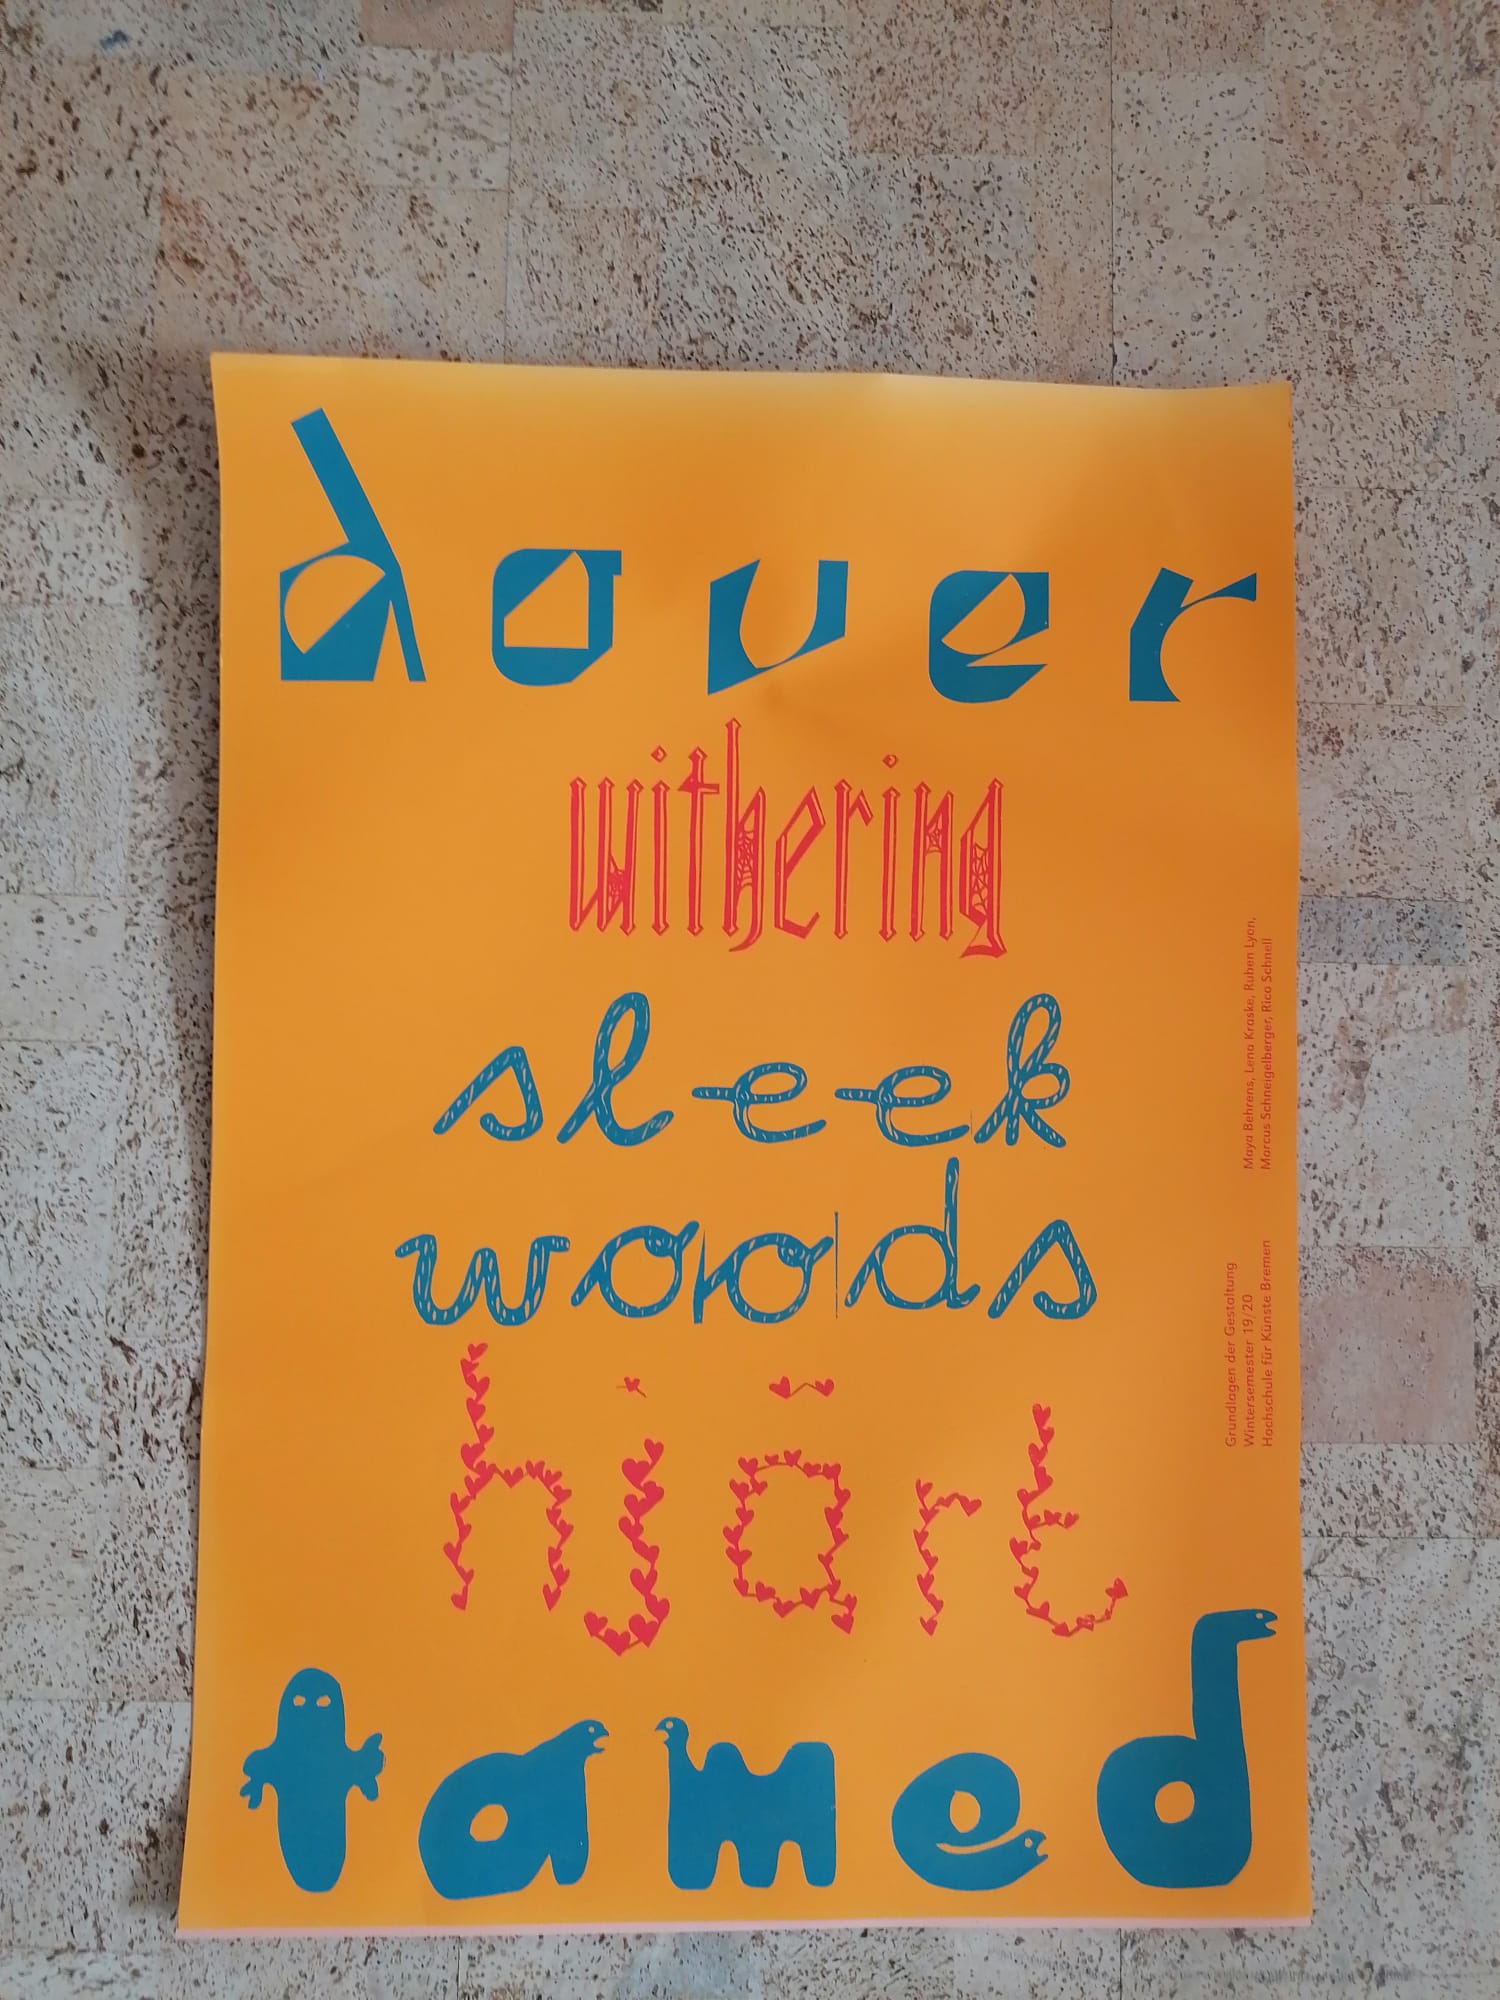 dover
withering
sleek
woods
hjärt
tamed
Maya Behrens, Lena Kraske, Ruben Lyon,
Marcus Schneigelberger, Rico Schnell
Grundlagen der Gestaltung
Wintersemester 19/20
Hochschule für Künste Bremen